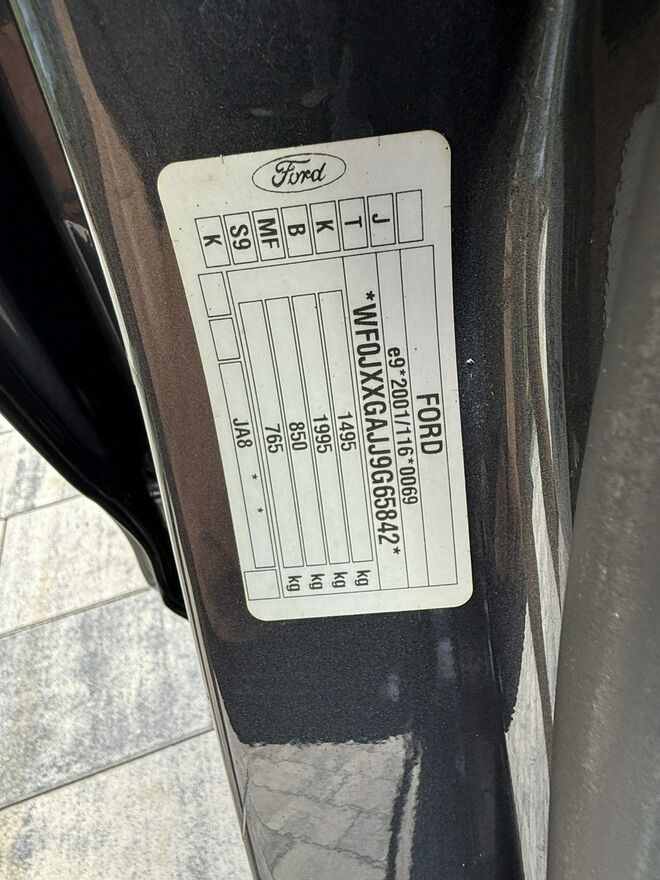 Ford
FORD
e9*2001/116*0069
*WF0JXXGAJJ9G65842*
1495 kg
1995 kg
850 kg
765 kg
JA8 * *
J
T
K
B
MF
S9
K